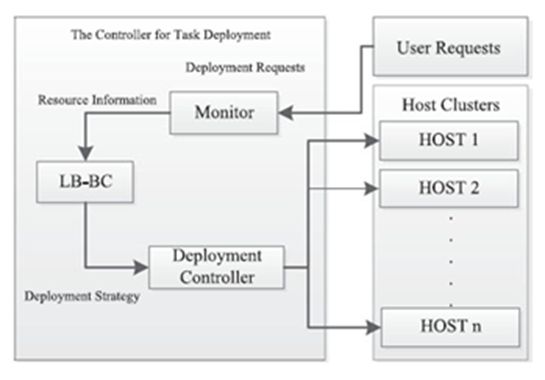 The Controller for Task Deployment
User Requests
Deployment Requests
Resource Information
Monitor
Host Clusters
HOST 1
LB-BC
HOST 2
Deployment
Controller
Deployment Strategy
HOST n